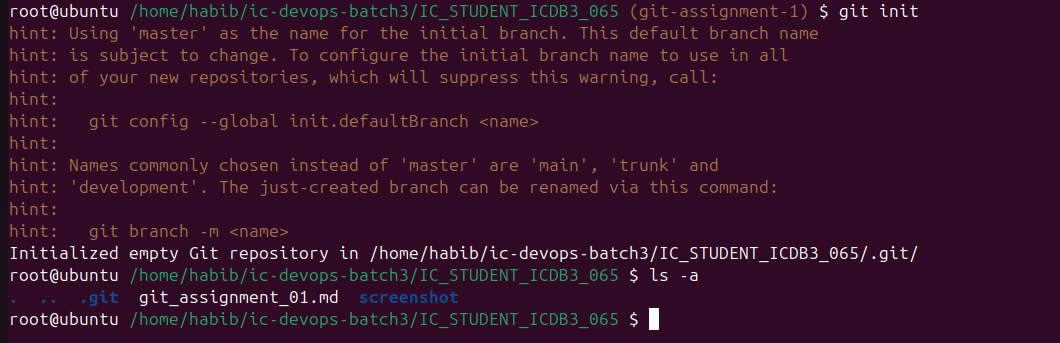 root@ubuntu /home/habib/ic-devops-batch3/IC_STUDENT_ICDB3_065 (git-assignment-1) $ git init
hint: Using 'master' as the name for the initial branch. This default branch name
hint: is subject to change. To configure the initial branch name to use in all
hint: of your new repositories, which will suppress this warning, call:
hint:
hint:   git config --global init.defaultBranch <name>
hint:
hint: Names commonly chosen instead of 'master' are 'main', 'trunk' and
hint: 'development'. The just-created branch can be renamed via this command:
hint:
hint:   git branch -m <name>
Initialized empty Git repository in /home/habib/ic-devops-batch3/IC_STUDENT_ICDB3_065/.git/
root@ubuntu /home/habib/ic-devops-batch3/IC_STUDENT_ICDB3_065 $ ls -a
.  ..  .git  git_assignment_01.md  screenshot
root@ubuntu /home/habib/ic-devops-batch3/IC_STUDENT_ICDB3_065 $